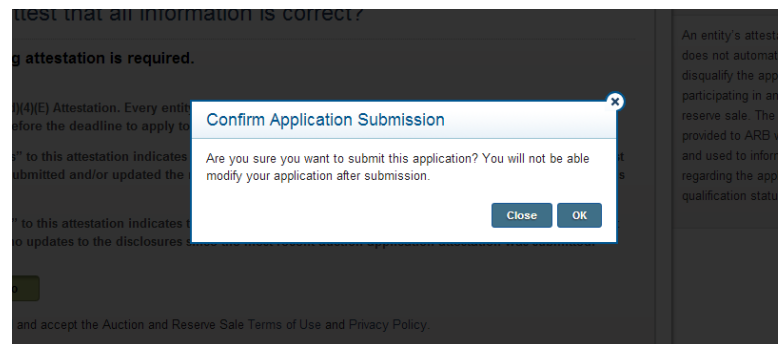 ttest that all information is correct?
g attestation is required.
)(4)(E) Attestation. Every entit
efore the deadline to apply to
s" to this attestation indicates
ubmitted and/or updated the
" to this attestation indicates t
no updates to the disclosures since the most recent auction application attestation was submitted.
and accept the Auction and Reserve Sale Terms of Use and Privacy Policy.
Confirm Application Submission
Are you sure you want to submit this application? You will not be able
modify your application after submission.
Close OK
An entity's attesta
does not automat
disqualify the app
participating in an
reserve sale. The
provided to ARB w
and used to inforn
regarding the app
qualification statu